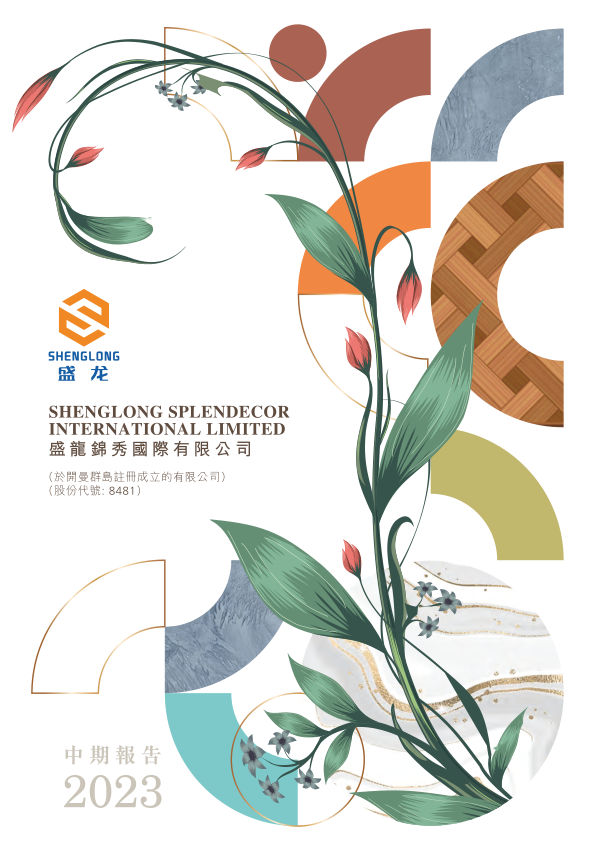 SHENGLONG
盛龙
SHENGLONG SPLENDECOR
INTERNATIONAL LIMITED
盛龍錦秀國際有限公司
(於開曼群島註冊成立的有限公司)
(股份代號: 8481)
中期報告
2023